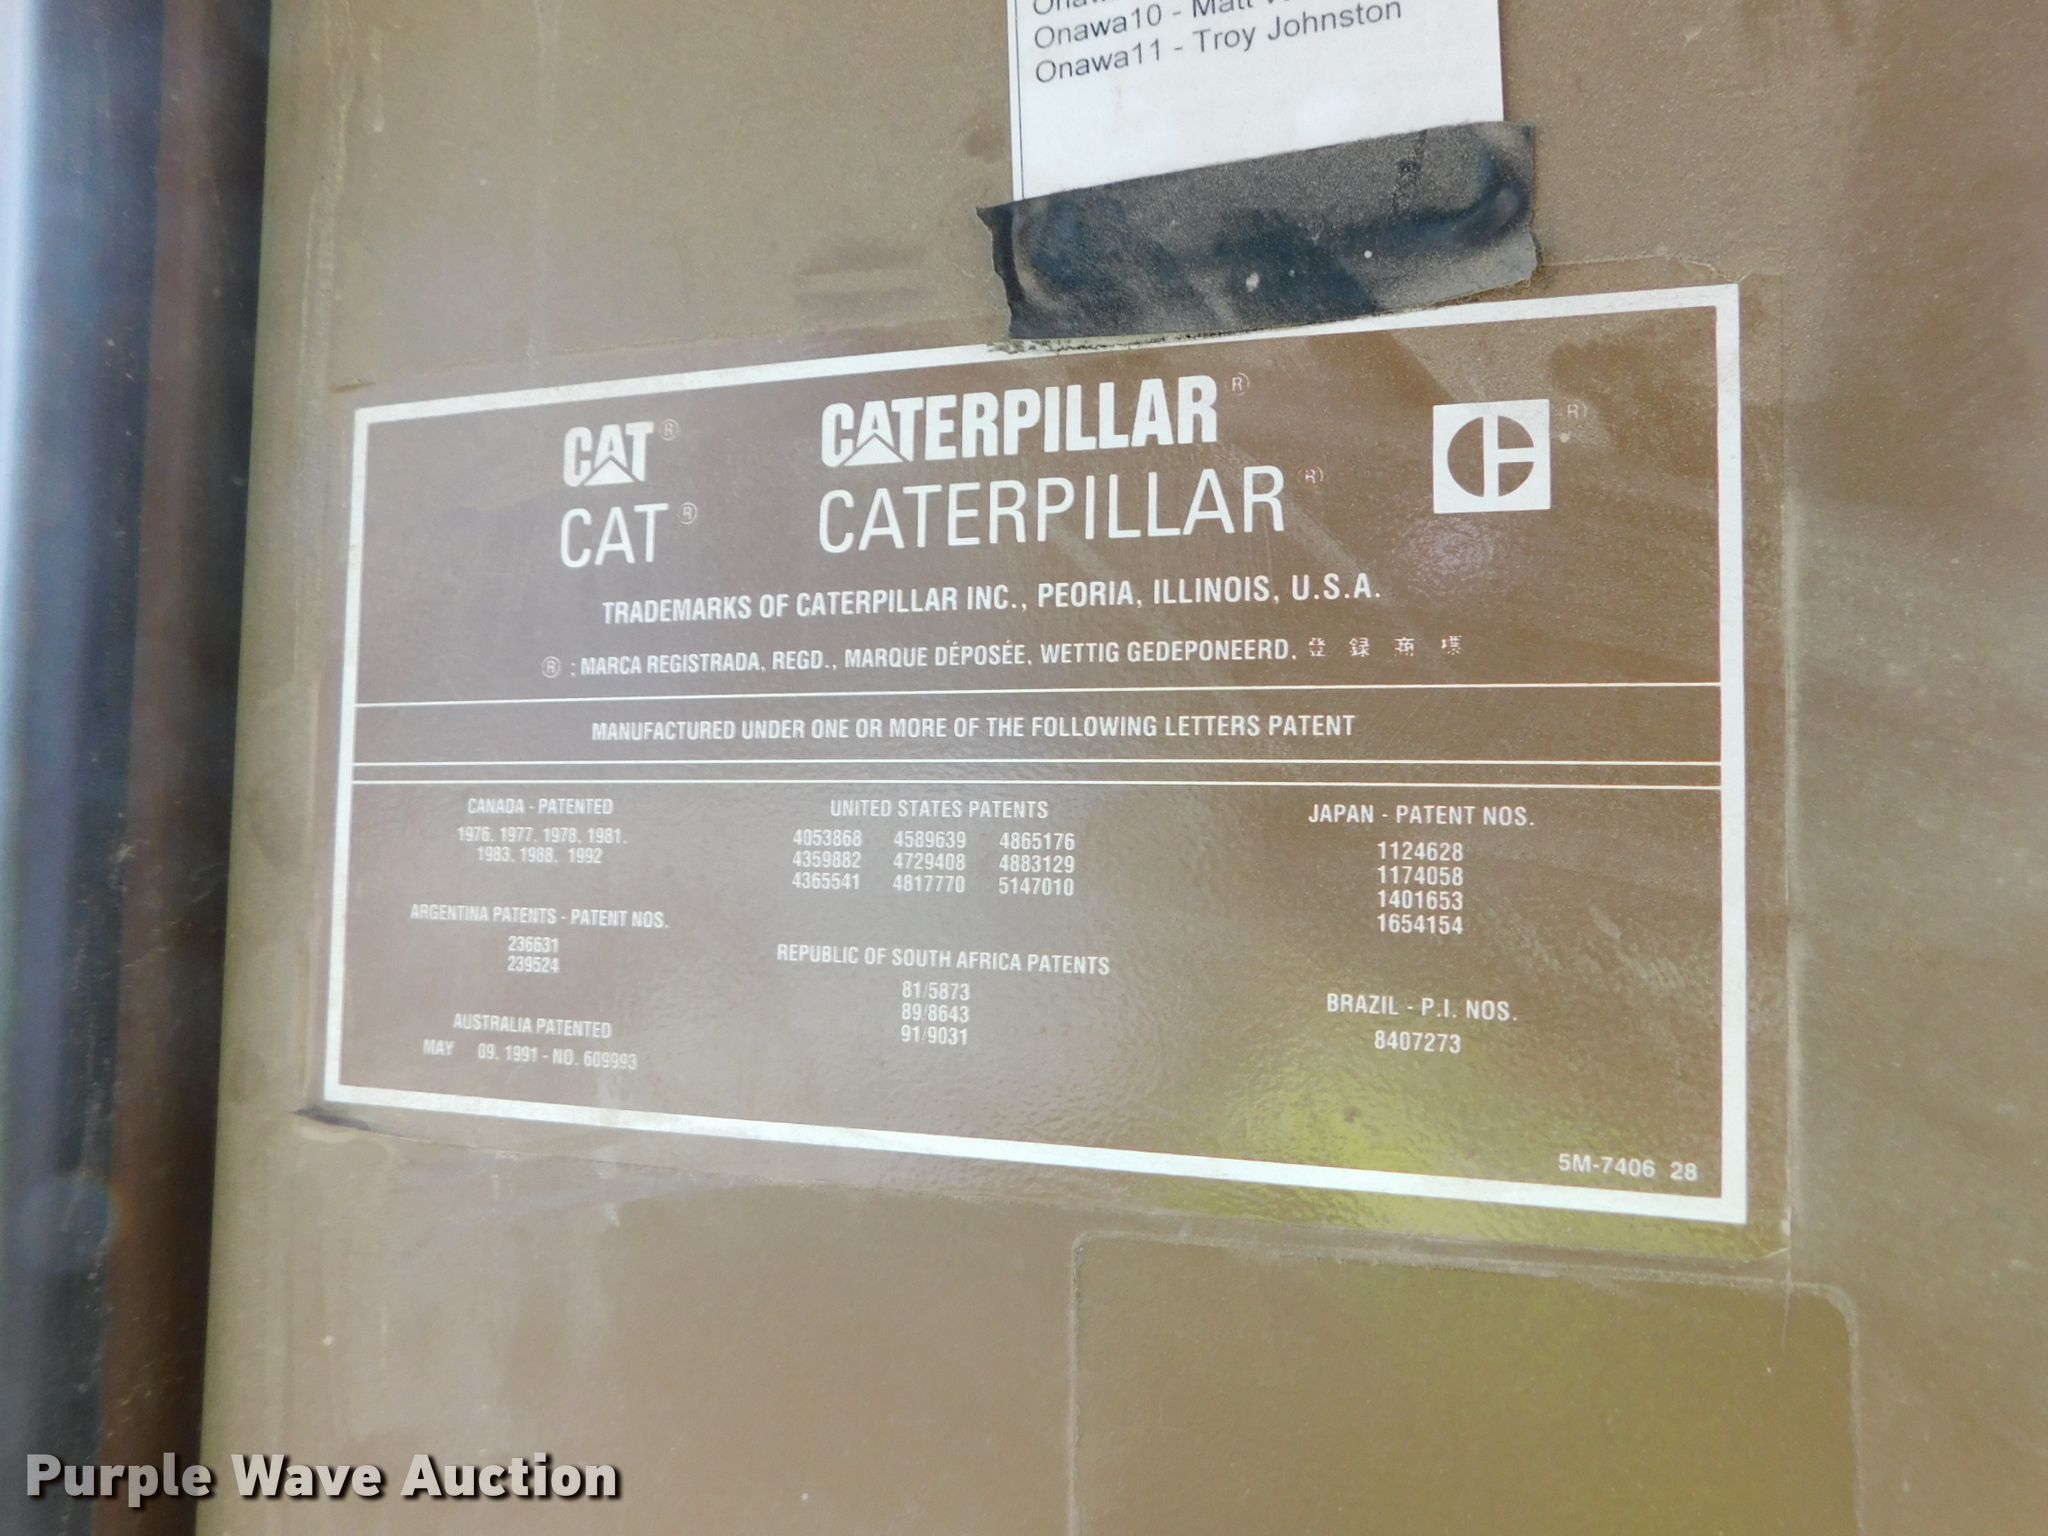 Onawa10 - Matt
Onawa11 - Troy Johnston
CAT® CATERPILLAR® ®
CAT® CATERPILLAR®
TRADEMARKS OF CATERPILLAR INC., PEORIA, ILLINOIS, U.S.A.
® : MARCA REGISTRADA, REGD., MARQUE DÉPOSÉE, WETTIG GEDEPONEERD, 登 録 商 標
MANUFACTURED UNDER ONE OR MORE OF THE FOLLOWING LETTERS PATENT
CANADA - PATENTED
1976, 1977, 1978, 1981,
1983, 1988, 1992
ARGENTINA PATENTS - PATENT NOS.
236631
239524
AUSTRALIA PATENTED
MAY 09, 1991 - NO. 609993
UNITED STATES PATENTS
4053868 4589639 4865176
4359882 4729408 4883129
4365541 4817770 5147010
REPUBLIC OF SOUTH AFRICA PATENTS
81/5873
89/8643
91/9031
JAPAN - PATENT NOS.
1124628
1174058
1401653
1654154
BRAZIL - P.I. NOS.
8407273
5M-7406 28
Purple Wave Auction